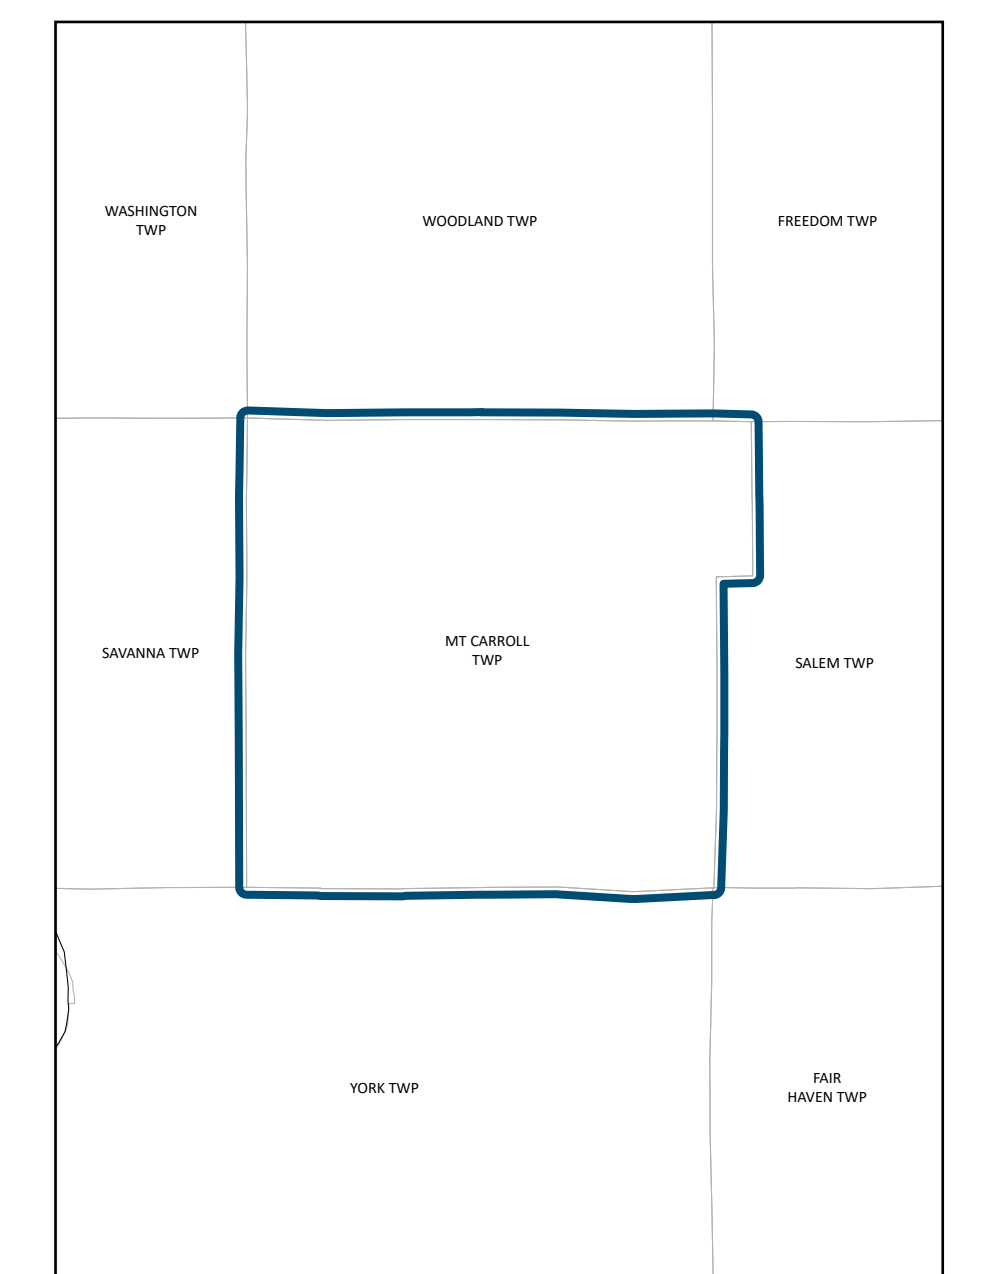 WASHINGTON
TWP
WOODLAND TWP
FREEDOM TWP
SAVANNA TWP
MT CARROLL
TWP
SALEM TWP
YORK TWP
FAIR
HAVEN TWP